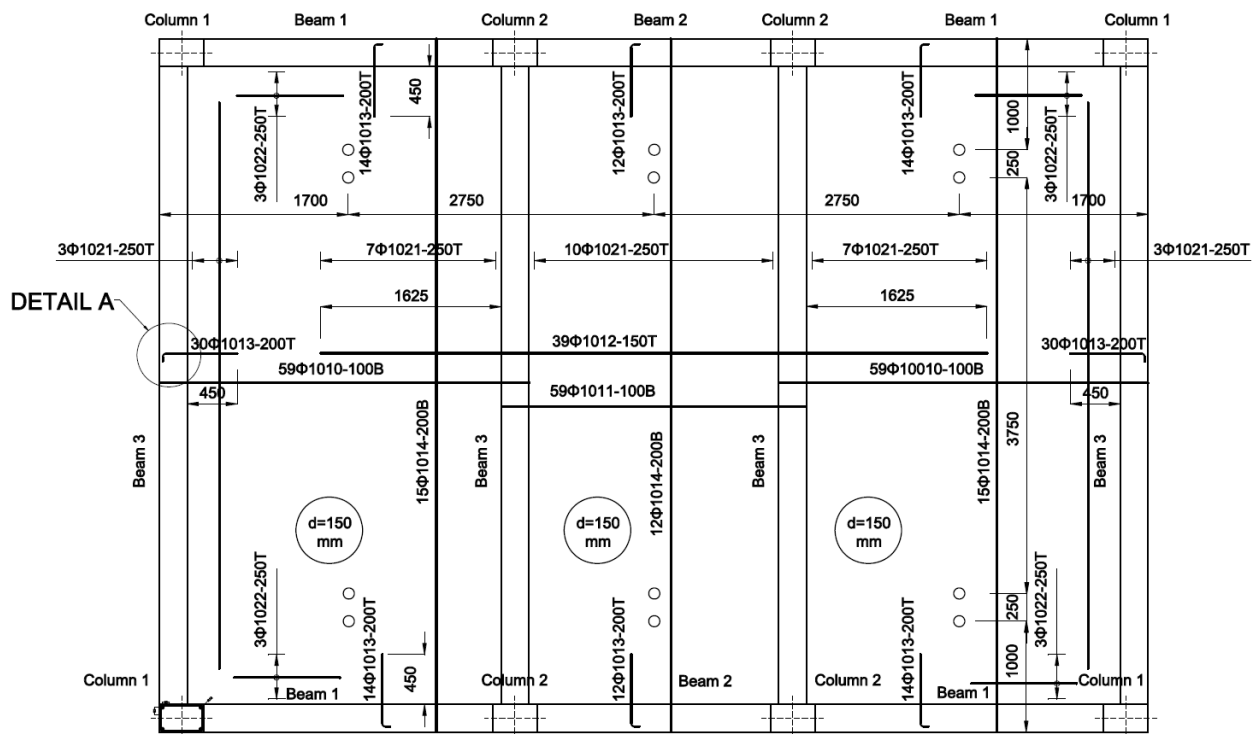 Column 1
Beam 1
Column 2
Beam 2
Column 2
Beam 1
Column 1
3Φ1022-250T
14Φ1013-200T
450
12Φ1013-200T
14Φ1013-200T
1000
250
3Φ1022-250T
1700
2750
2750
1700
3Φ1021-250T
7Φ1021-250T
10Φ1021-250T
7Φ1021-250T
3Φ1021-250T
DETAIL A
1625
1625
30Φ1013-200T
39Φ1012-150T
30Φ1013-200T
59Φ1010-100B
59Φ10010-100B
450
59Φ1011-100B
450
Beam 3
15Φ1014-200B
Beam 3
12Φ1014-200B
Beam 3
15Φ1014-200B
3750
Beam 3
d=150
mm
d=150
mm
d=150
mm
3Φ1022-250T
14Φ1013-200T
450
12Φ1013-200T
14Φ1013-200T
250
1000
3Φ1022-250T
Column 1
Beam 1
Column 2
Beam 2
Column 2
Beam 1
Column 1